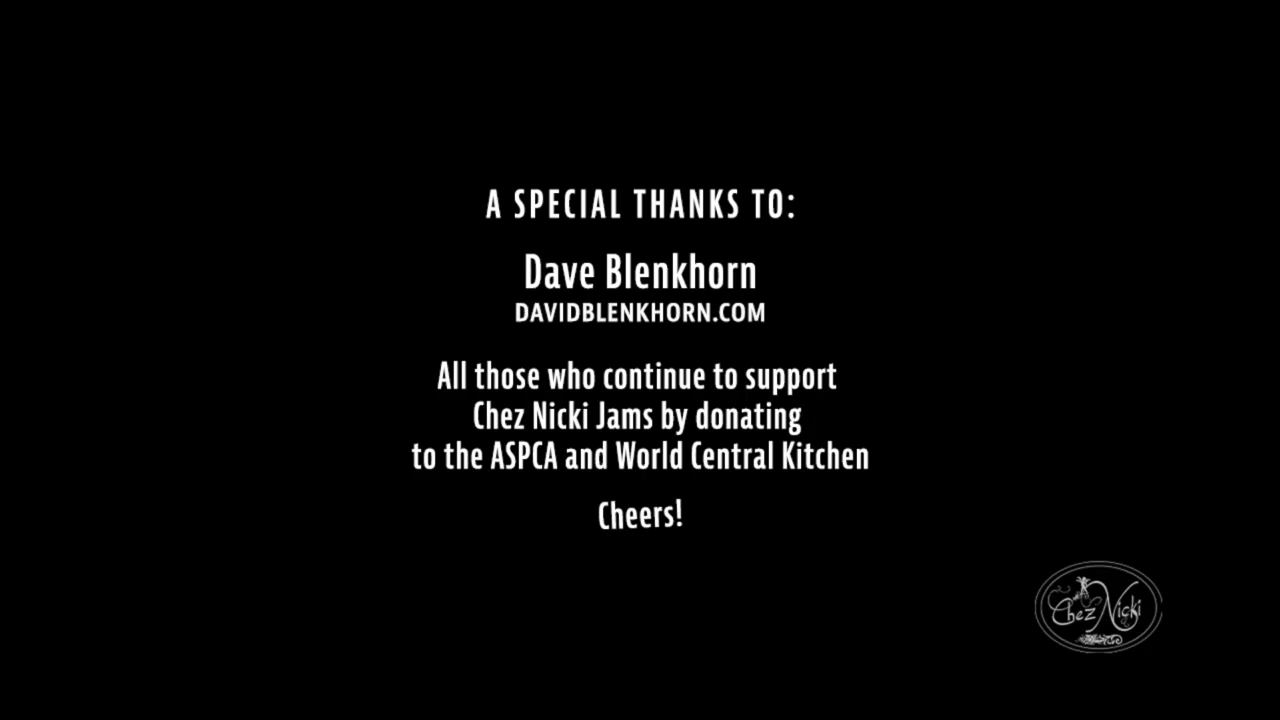 A SPECIAL THANKS TO:
Dave Blenkhorn
DAVIDBLENKHORN.COM
All those who continue to support
Chez Nicki Jams by donating
to the ASPCA and World Central Kitchen
Cheers!
Chez Nicki